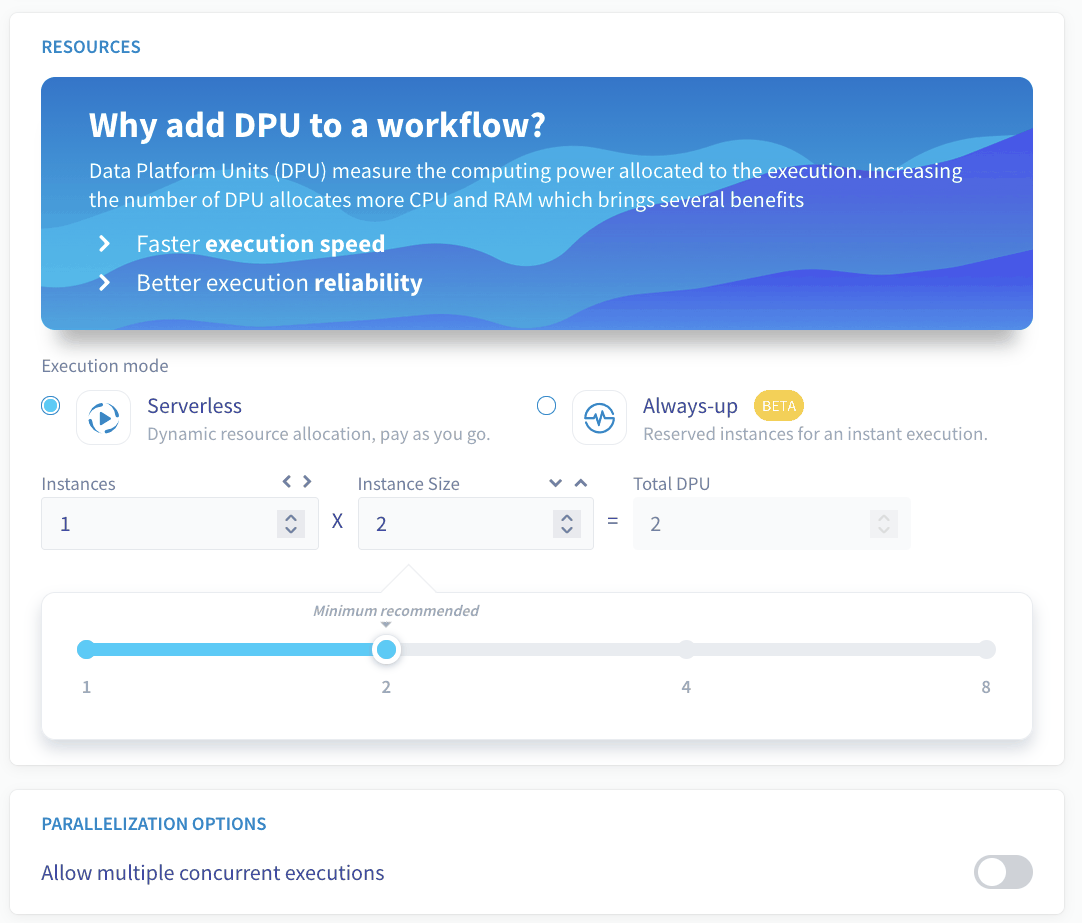 RESOURCES
Why add DPU to a workflow?
Data Platform Units (DPU) measure the computing power allocated to the execution. Increasing
the number of DPU allocates more CPU and RAM which brings several benefits
Faster execution speed
Better execution reliability
Execution mode
Serverless
Dynamic resource allocation, pay as you go.
Always-up BETA
Reserved instances for an instant execution.
Instances
Instance Size
Total DPU
1 X 2 = 2
Minimum recommended
1 2 4 8
PARALLELIZATION OPTIONS
Allow multiple concurrent executions